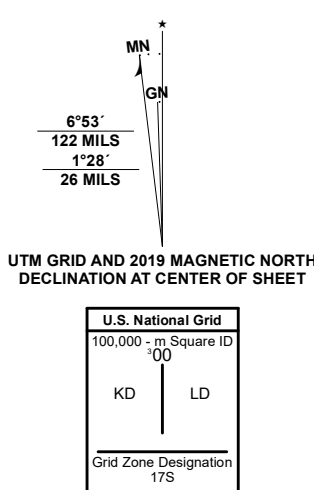 ★
MN
GN
6°53´
122 MILS
1°28´
26 MILS
UTM GRID AND 2019 MAGNETIC NORTH
DECLINATION AT CENTER OF SHEET
U.S. National Grid
100,000 - m Square ID
³00
KD LD
Grid Zone Designation
17S